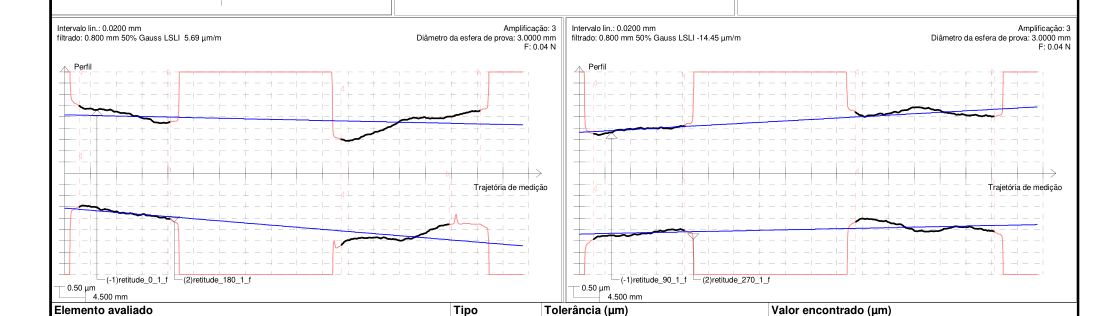 Intervalo lin.: 0.0200 mm
Amplificação: 3
filtrado: 0.800 mm 50% Gauss LSLI  5.69 µm/m
Diâmetro da esfera de prova: 3.0000 mm
F: 0.04 N
Perfil
Trajetória de medição
(-1)retitude_0_1_f
(2)retitude_180_1_f
0.50 µm
4.500 mm
Intervalo lin.: 0.0200 mm
Amplificação: 3
filtrado: 0.800 mm 50% Gauss LSLI -14.45 µm/m
Diâmetro da esfera de prova: 3.0000 mm
F: 0.04 N
Perfil
Trajetória de medição
(-1)retitude_90_1_f
(2)retitude_270_1_f
0.50 µm
4.500 mm
Elemento avaliado Tipo Tolerância (µm) Valor encontrado (µm)